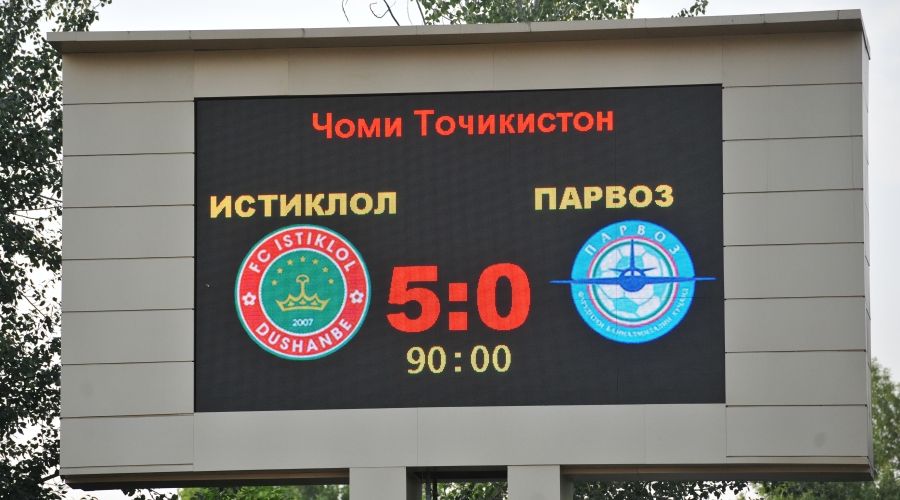 Чоми Точикистон
ИСТИКЛОЛ
ПАРВОЗ
FC ISTIKLOL
2007
DUSHANBE
5:0
ПАРВОЗ
90:00